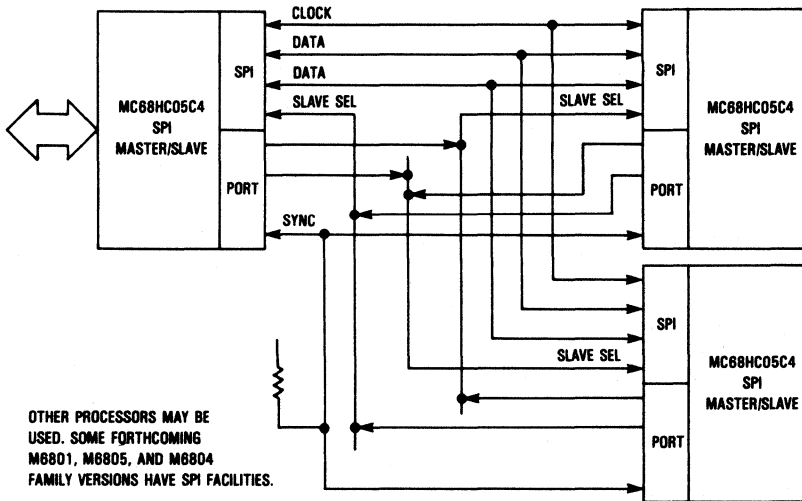 CLOCK
DATA
DATA
SLAVE SEL
SPI
MC68HC05C4
SPI
MASTER/SLAVE
PORT
SYNC
SLAVE SEL
SPI
MC68HC05C4
SPI
MASTER/SLAVE
PORT
SLAVE SEL
SPI
MC68HC05C4
SPI
MASTER/SLAVE
PORT
OTHER PROCESSORS MAY BE
USED. SOME FORTHCOMING
M6801, M6805, AND M6804
FAMILY VERSIONS HAVE SPI FACILITIES.